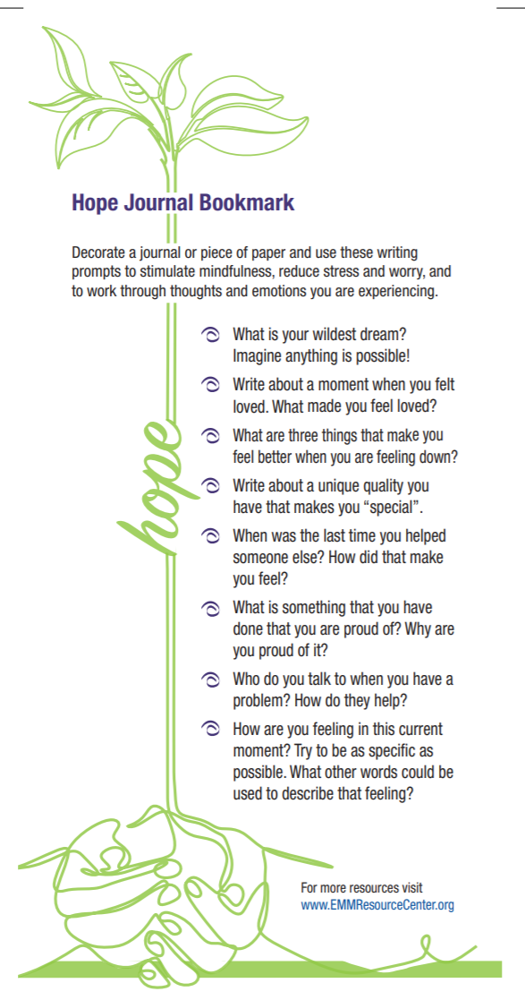 Hope Journal Bookmark
Decorate a journal or piece of paper and use these writing
prompts to stimulate mindfulness, reduce stress and worry, and
to work through thoughts and emotions you are experiencing.
What is your wildest dream?
Imagine anything is possible!
Write about a moment when you felt
loved. What made you feel loved?
What are three things that make you
feel better when you are feeling down?
hope
Write about a unique quality you
have that makes you “special”.
When was the last time you helped
someone else? How did that make
you feel?
What is something that you have
done that you are proud of? Why are
you proud of it?
Who do you talk to when you have a
problem? How do they help?
How are you feeling in this current
moment? Try to be as specific as
possible. What other words could be
used to describe that feeling?
For more resources visit
www.EMMResourceCenter.org